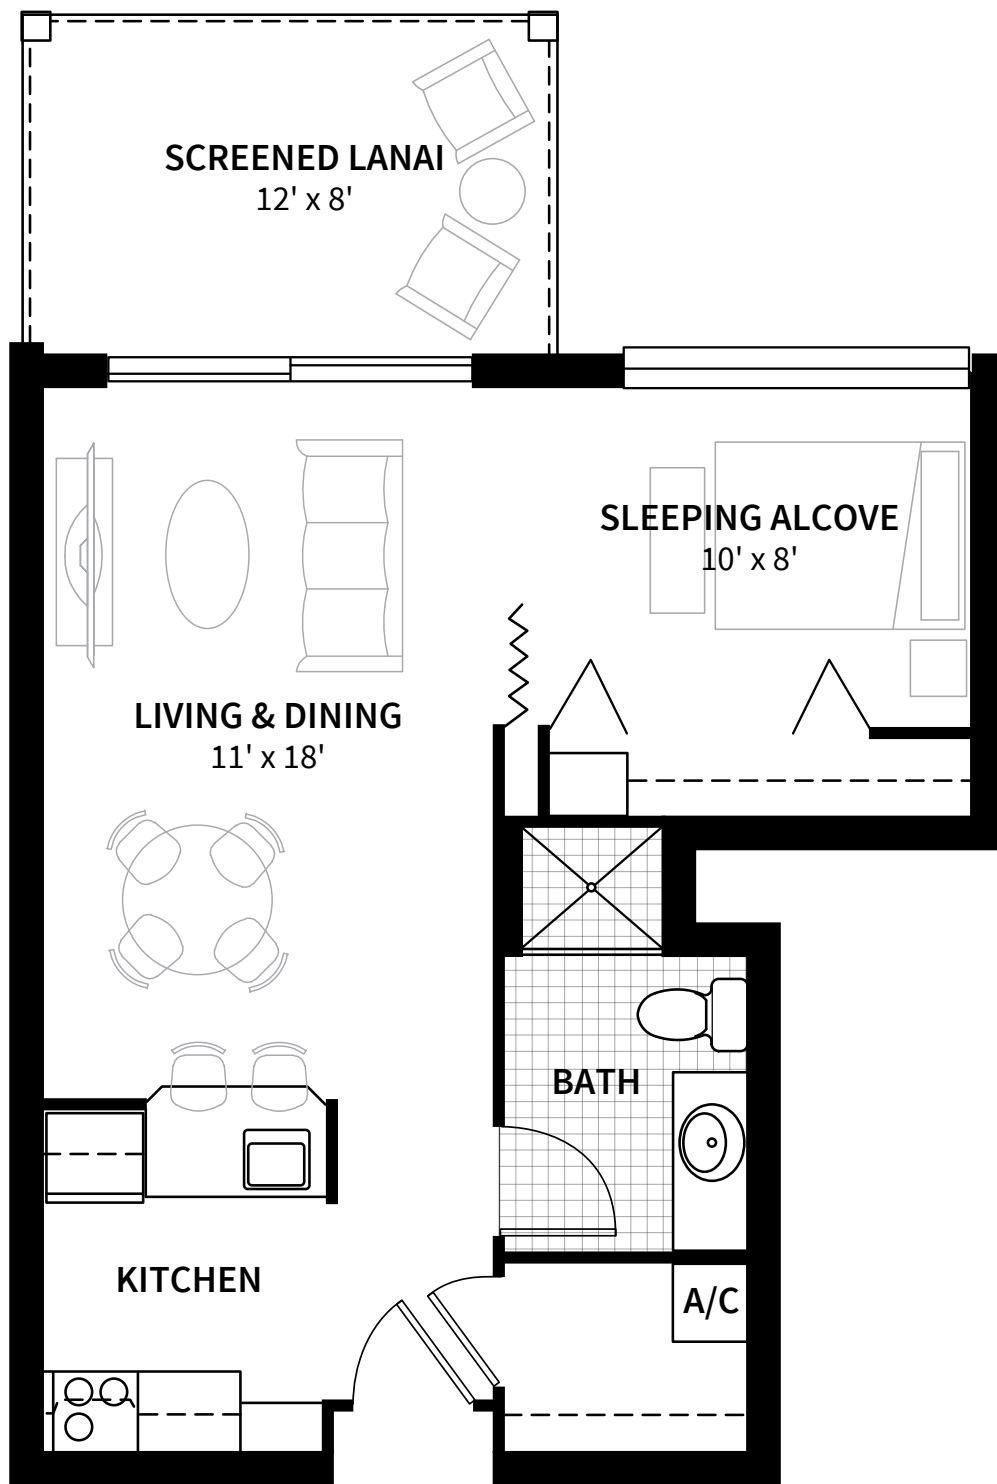 SCREENED LANAI
12' x 8'
SLEEPING ALCOVE
10' x 8'
LIVING & DINING
11' x 18'
BATH
KITCHEN
A/C